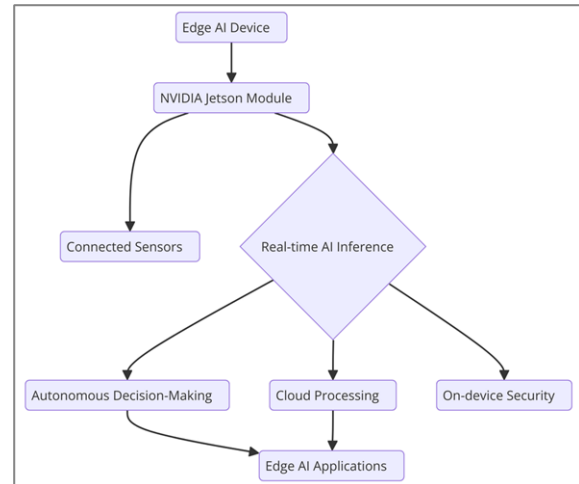 Edge AI Device
NVIDIA Jetson Module
Connected Sensors
Real-time AI Inference
Autonomous Decision-Making
Cloud Processing
On-device Security
Edge AI Applications